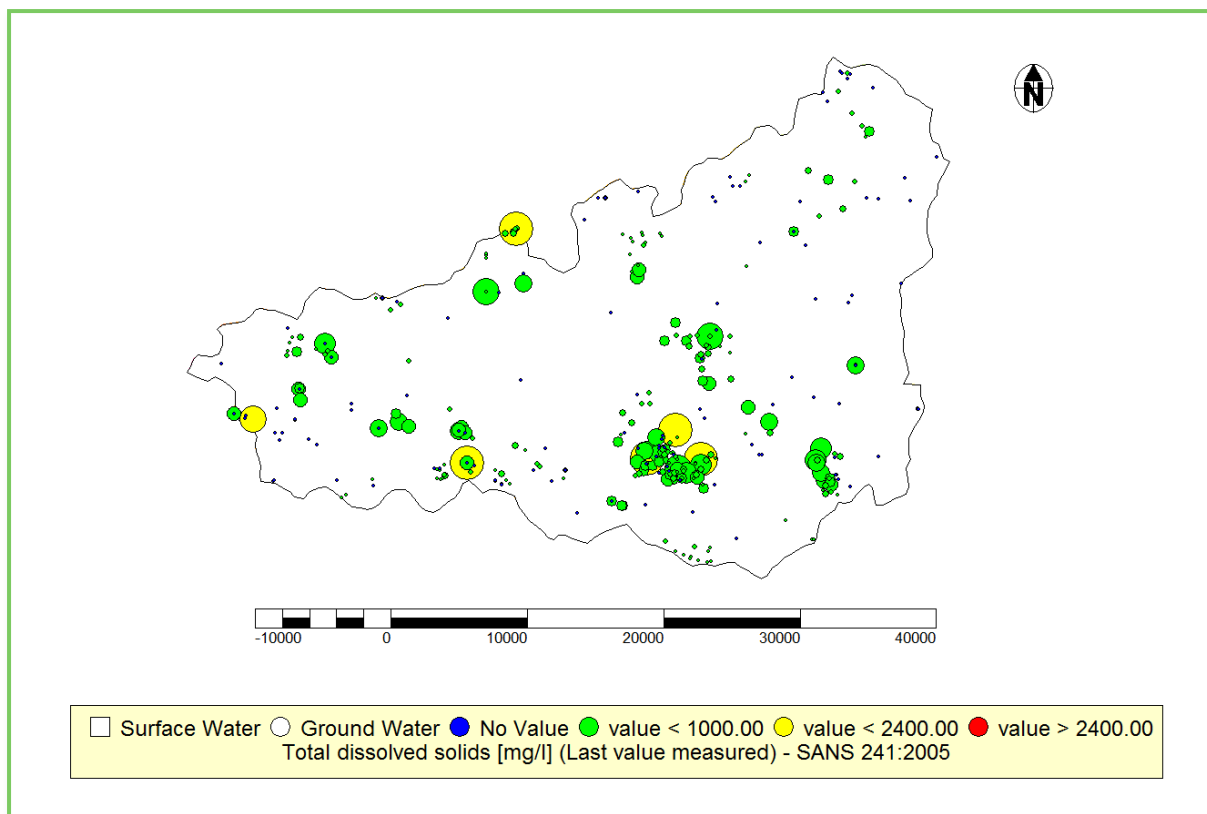 N
-10000 0 10000 20000 30000 40000
Surface Water Ground Water No Value value < 1000.00 value < 2400.00 value > 2400.00
Total dissolved solids [mg/l] (Last value measured) - SANS 241:2005